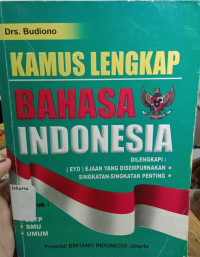 Drs. Budiono
KAMUS LENGKAP
BAHASA
INDONESIA
DILENGKAPI :
( EYD ) EJAAN YANG DISEMPURNAKAN
SINGKATAN-SINGKATAN PENTING
SMU
UMUM
Penerbit BINTANG INDONESIA Jakarta